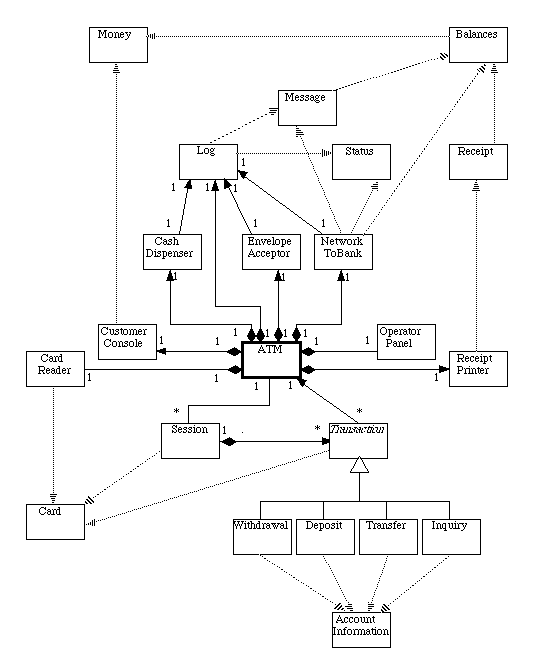 Money
Balances
Message
Log
Status
Receipt
1
1
1
1
1
1
1
Cash
Dispenser
Envelope
Acceptor
Network
ToBank
1
1
1
1
1
1
1
Customer
Console
1
1
ATM
1
1
Operator
Panel
Card
Reader
1
1
1
1
Receipt
Printer
1
1
*
*
Session
1
*
Transaction
Card
Withdrawal
Deposit
Transfer
Inquiry
Account
Information